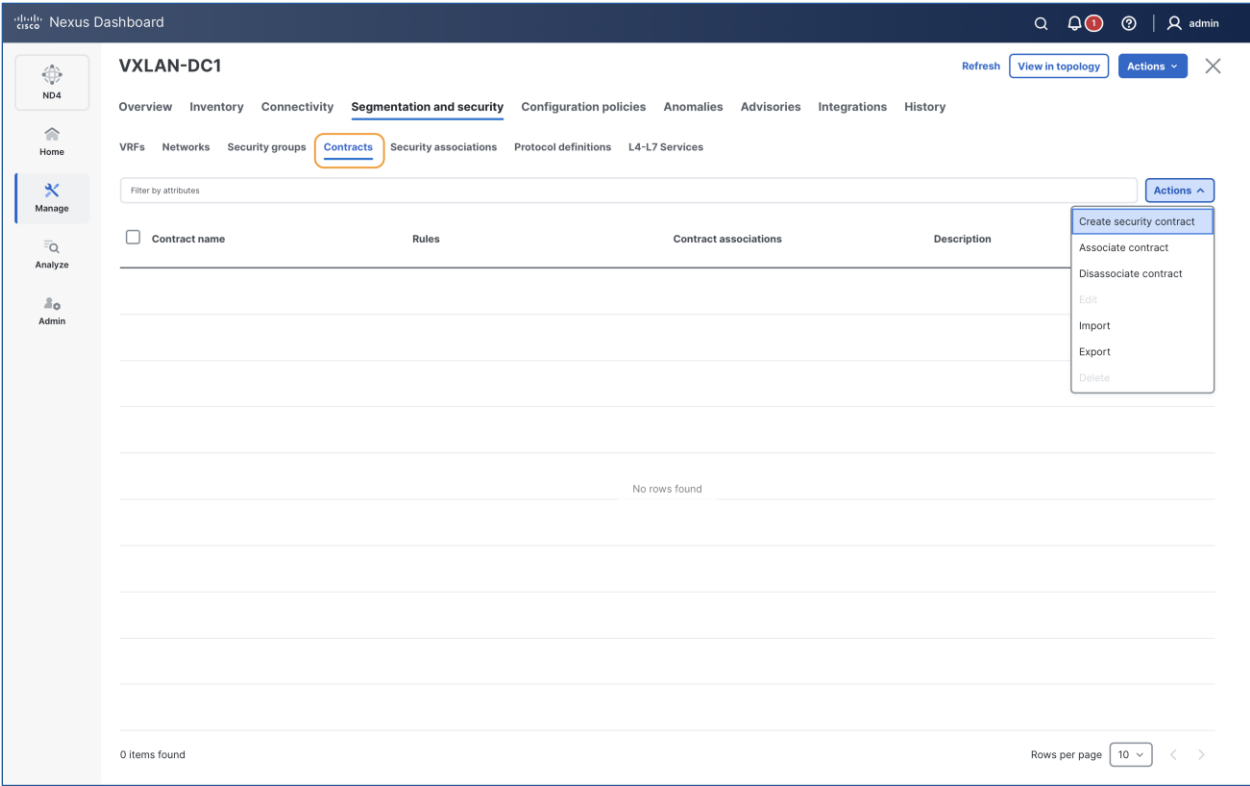 cisco Nexus Dashboard
1
admin
ND4
Home
Manage
Analyze
Admin
VXLAN-DC1
Refresh View in topology Actions
Overview Inventory Connectivity Segmentation and security Configuration policies Anomalies Advisories Integrations History
VRFs Networks Security groups Contracts Security associations Protocol definitions L4-L7 Services
Filter by attributes
Actions
Contract name Rules Contract associations Description
Create security contract
Associate contract
Disassociate contract
Edit
Import
Export
Delete
No rows found
0 items found
Rows per page 10